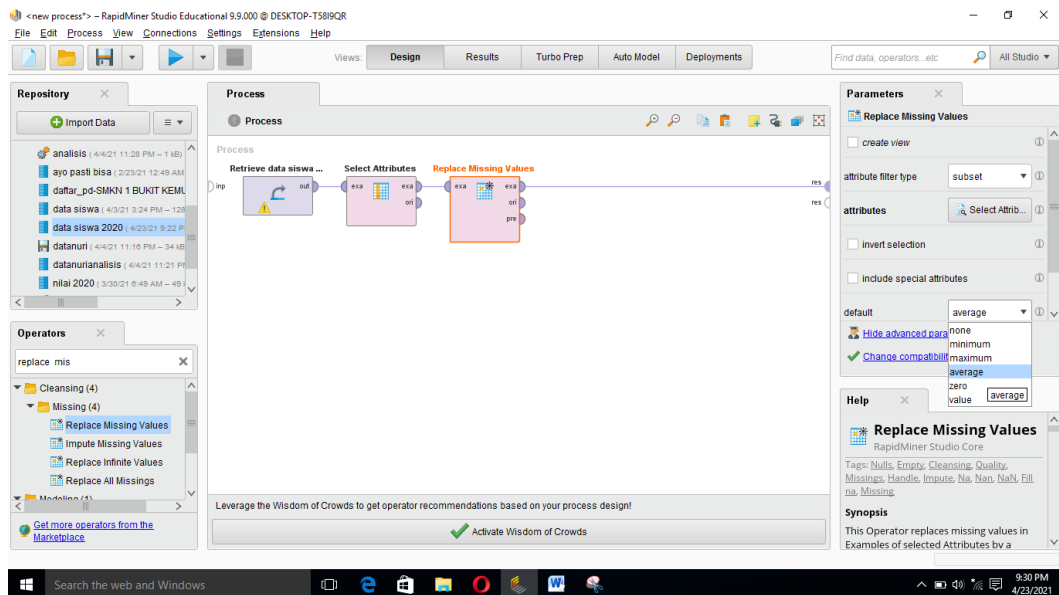 <new process*> – RapidMiner Studio Educational 9.9.000 @ DESKTOP-T58I9QR
File Edit Process View Connections Settings Extensions Help
Views: Design Results Turbo Prep Auto Model Deployments
Find data, operators...etc
All Studio
Repository
Import Data
analisis (4/4/21 11:28 PM – 1 kB)
ayo pasti bisa (2/23/21 12:49 AM
daftar_pd-SMKN 1 BUKIT KEMU
data siswa (4/3/21 3:24 PM – 128
data siswa 2020 (4/23/21 9:22 P
datanuri (4/4/21 11:16 PM – 34 kB
datanurianalisis (4/4/21 11:21 PM
nilai 2020 (3/30/21 6:49 AM – 49
Operators
replace mis
Cleansing (4)
Missing (4)
Replace Missing Values
Impute Missing Values
Replace Infinite Values
Replace All Missings
Modeling (1)
Get more operators from the
Marketplace
Process
Process
Process
Retrieve data siswa ...
Select Attributes
Replace Missing Values
inp
out
exa exa
ori
exa exa
ori
pre
res
res
Leverage the Wisdom of Crowds to get operator recommendations based on your process design!
Activate Wisdom of Crowds
Parameters
Replace Missing Values
create view
attribute filter type subset
attributes Select Attrib...
invert selection
include special attributes
default average
none
minimum
maximum
average
zero
value
average
Hide advanced para
Change compatibilit
Help
Replace Missing Values
RapidMiner Studio Core
Tags: Nulls, Empty, Cleansing, Quality,
Missings, Handle, Impute, Na, Nan, NaN, Fill
na, Missing
Synopsis
This Operator replaces missing values in
Examples of selected Attributes by a
Search the web and Windows
9:30 PM
4/23/2021